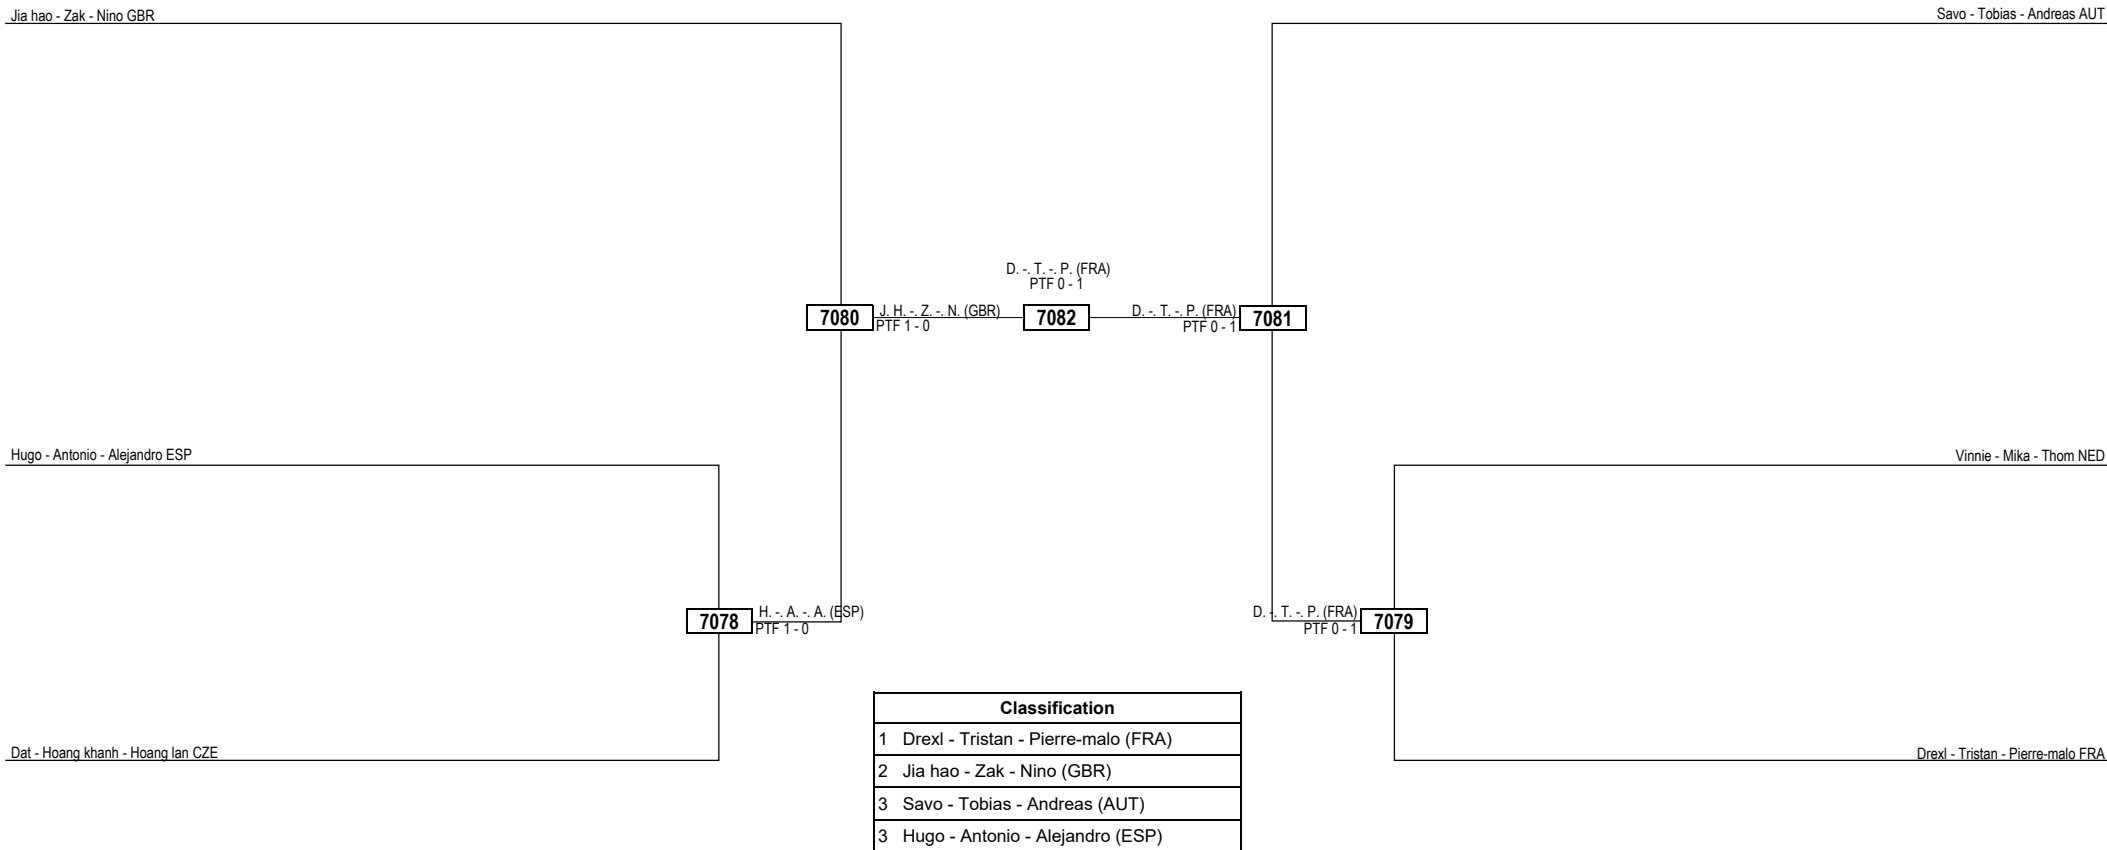 Jia hao - Zak - Nino GBR
Savo - Tobias - Andreas AUT
D. -. T. -. P. (FRA)
PTF 0 - 1
7080
J. H. -. Z. -. N. (GBR)
PTF 1 - 0
7082
D. -. T. -. P. (FRA)
PTF 0 - 1
7081
Hugo - Antonio - Alejandro ESP
Vinnie - Mika - Thom NED
7078
H. -. A. -. A. (ESP)
PTF 1 - 0
D. -. T. -. P. (FRA)
PTF 0 - 1
7079
Dat - Hoang khanh - Hoang lan CZE
Drexl - Tristan - Pierre-malo FRA
Classification
1 Drexl - Tristan - Pierre-malo (FRA)
2 Jia hao - Zak - Nino (GBR)
3 Savo - Tobias - Andreas (AUT)
3 Hugo - Antonio - Alejandro (ESP)